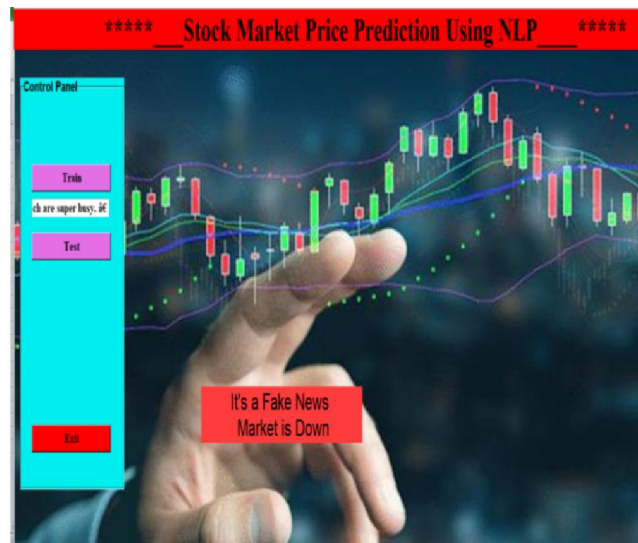 *****___Stock Market Price Prediction Using NLP____*****
Control Panel
Train
ch are super busy. â€
Test
Exit
It's a Fake News
Market is Down